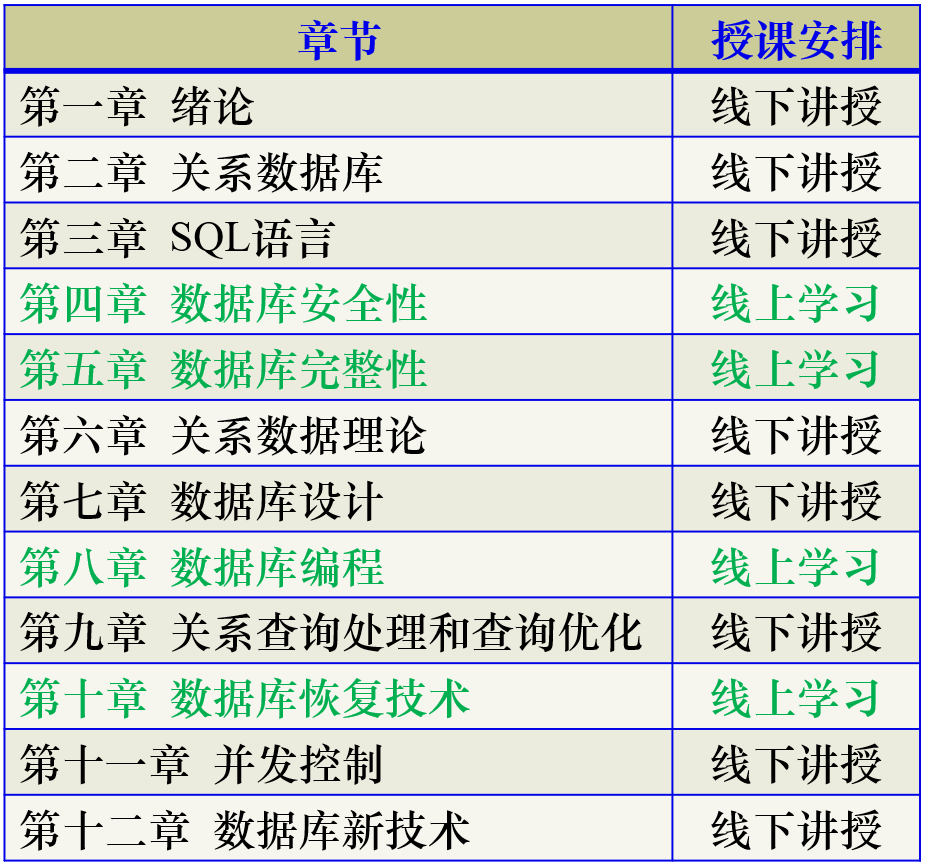 章节 授课安排
第一章 绪论 线下讲授
第二章 关系数据库 线下讲授
第三章 SQL语言 线下讲授
第四章 数据库安全性 线上学习
第五章 数据库完整性 线上学习
第六章 关系数据理论 线下讲授
第七章 数据库设计 线下讲授
第八章 数据库编程 线上学习
第九章 关系查询处理和查询优化 线下讲授
第十章 数据库恢复技术 线上学习
第十一章 并发控制 线下讲授
第十二章 数据库新技术 线下讲授